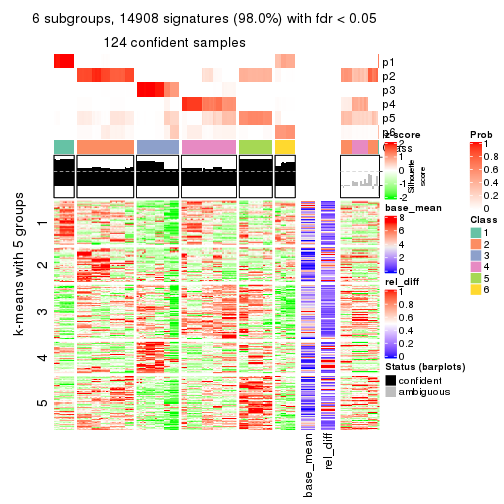 6 subgroups, 14908 signatures (98.0%) with fdr < 0.05
124 confident samples
p1
p2
p3
p4
p5
p6
Class
z-score
2
1
0
-1
-2
Silhouette
score
Prob
1
0.8
0.6
0.4
0.2
0
base_mean
8
6
4
2
0
Class
1
2
3
4
5
6
rel_diff
1
0.8
0.6
0.4
0.2
0
Status (barplots)
confident
ambiguous
k-means with 5 groups
1
2
3
4
5
base_mean
rel_diff